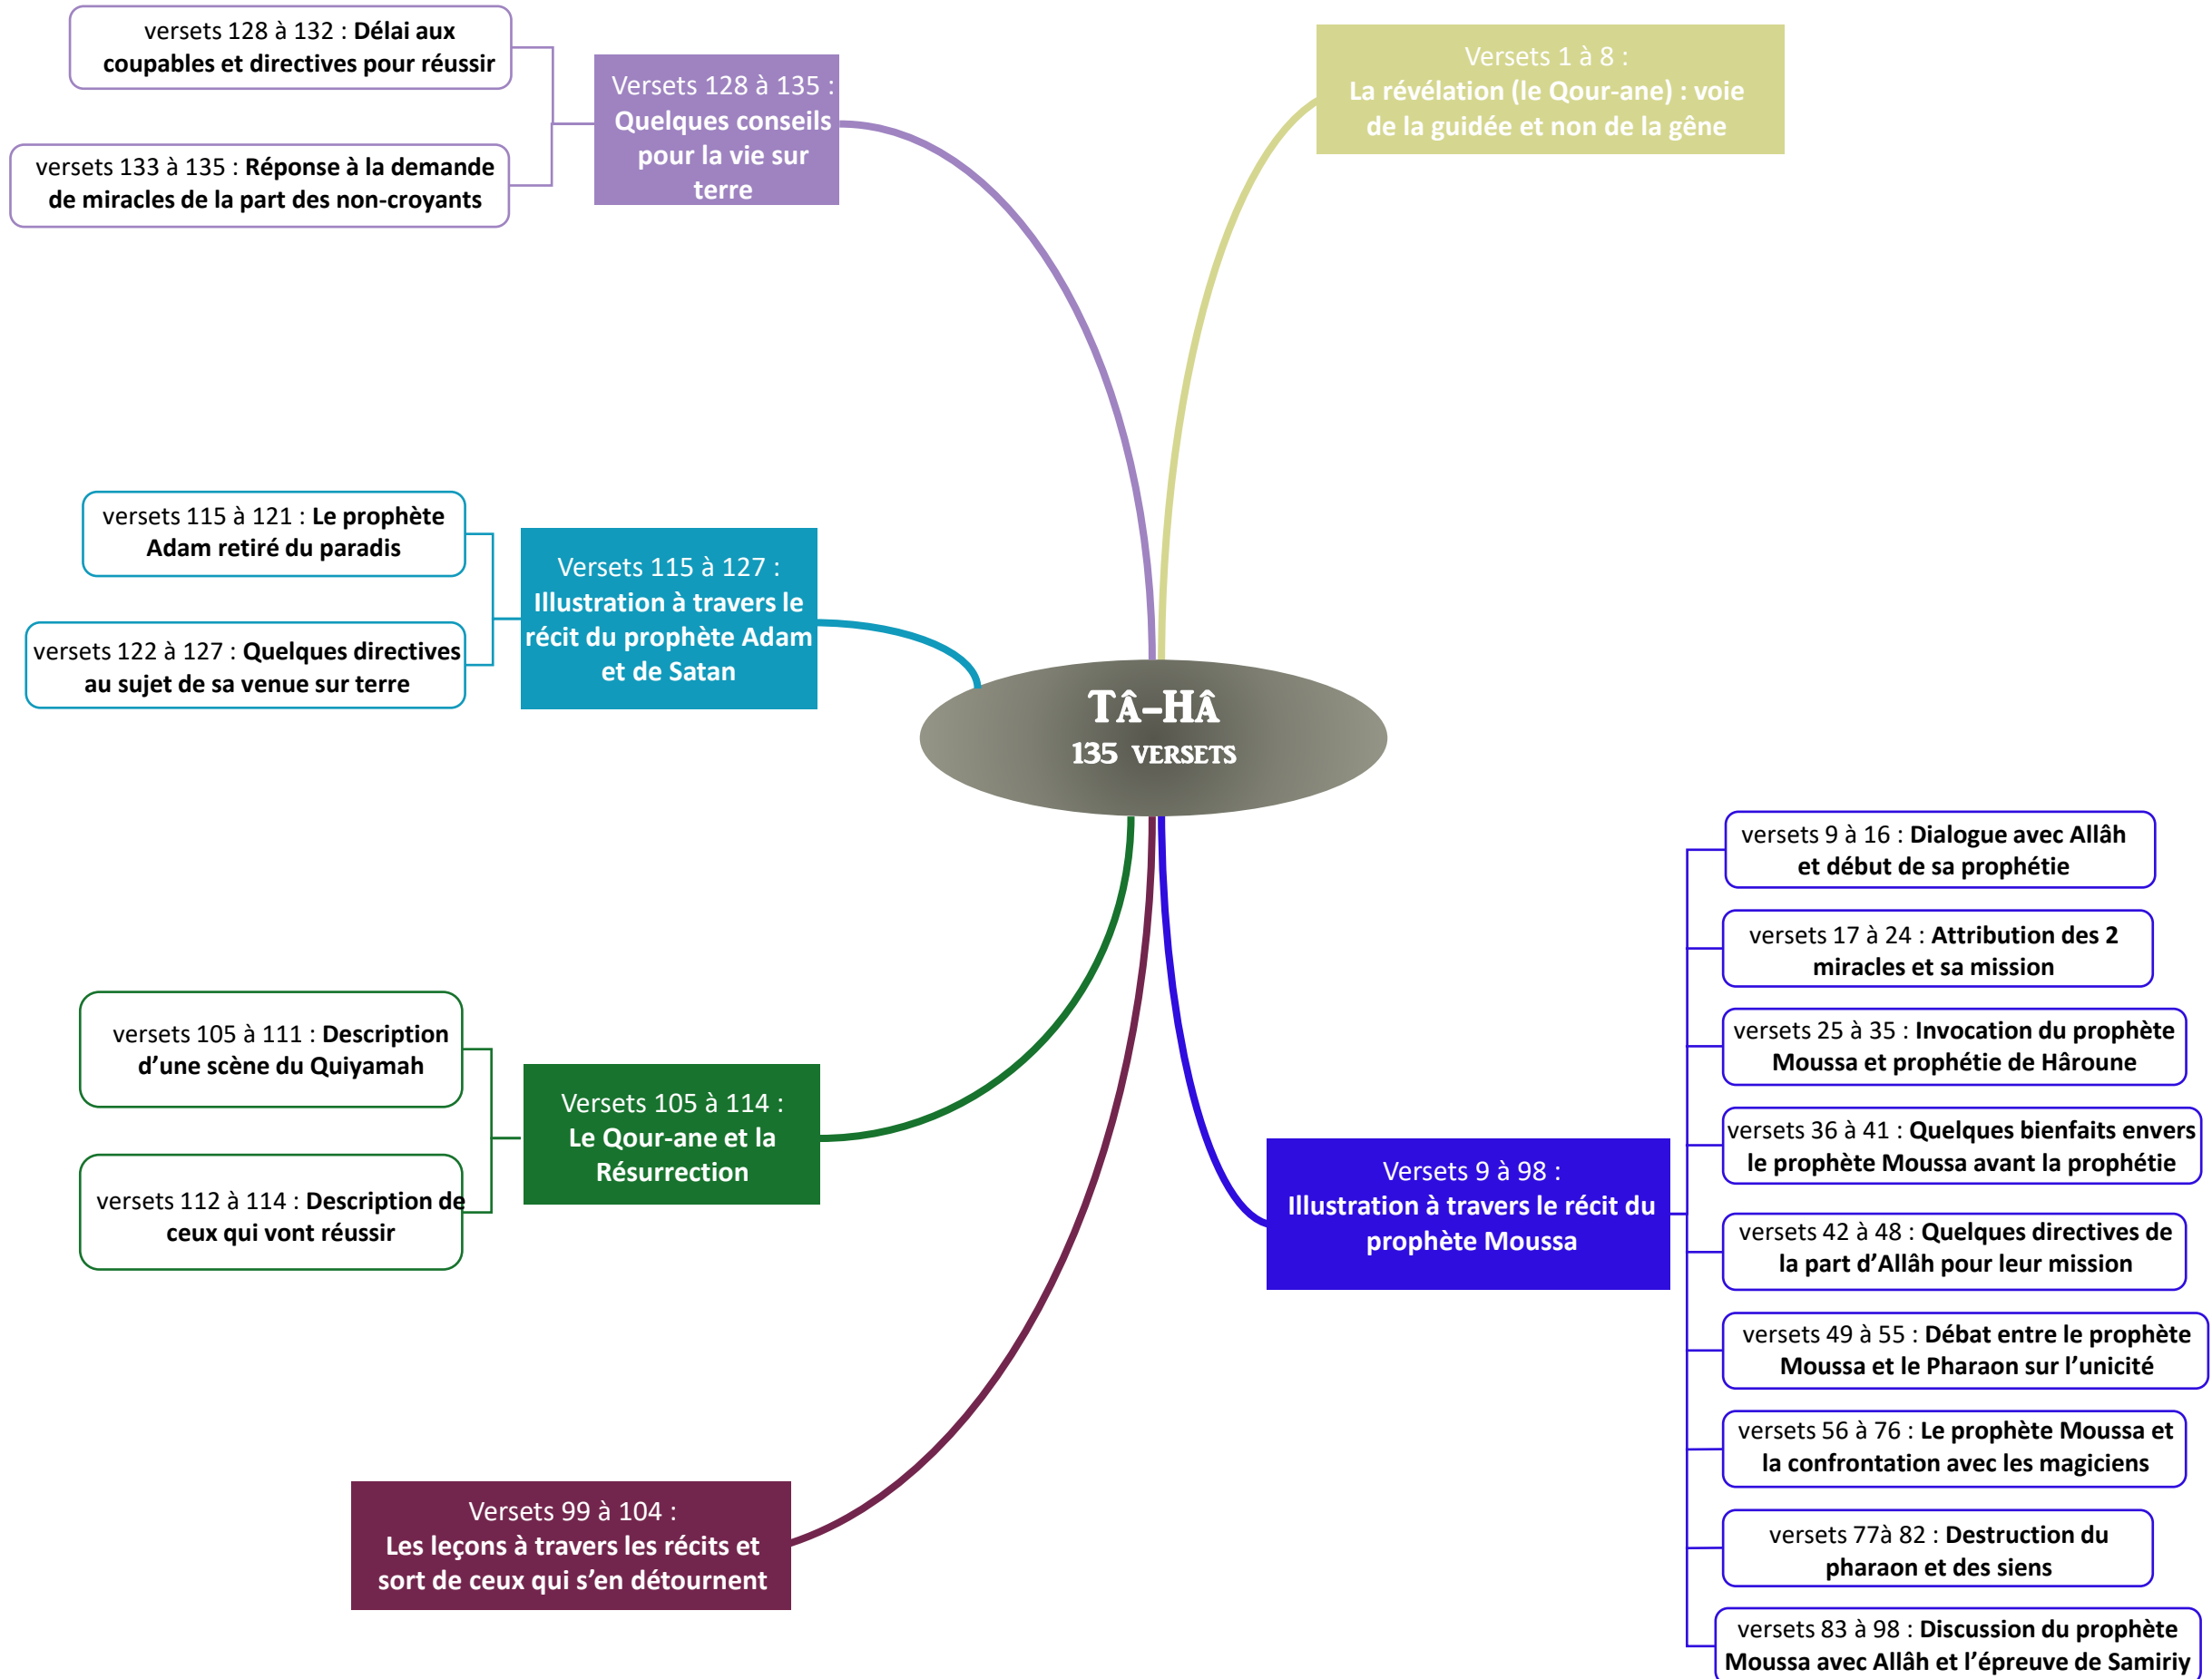 TÂ-HÂ
135 VERSETS
Versets 1 à 8 :
La révélation (le Qour-ane) : voie
de la guidée et non de la gêne
Versets 9 à 98 :
Illustration à travers le récit du
prophète Moussa
versets 9 à 16 : Dialogue avec Allâh
et début de sa prophétie
versets 17 à 24 : Attribution des 2
miracles et sa mission
versets 25 à 35 : Invocation du prophète
Moussa et prophétie de Hâroune
versets 36 à 41 : Quelques bienfaits envers
le prophète Moussa avant la prophétie
versets 42 à 48 : Quelques directives de
la part d’Allâh pour leur mission
versets 49 à 55 : Débat entre le prophète
Moussa et le Pharaon sur l’unicité
versets 56 à 76 : Le prophète Moussa et
la confrontation avec les magiciens
versets 77à 82 : Destruction du
pharaon et des siens
versets 83 à 98 : Discussion du prophète
Moussa avec Allâh et l’épreuve de Samiriy
Versets 99 à 104 :
Les leçons à travers les récits et
sort de ceux qui s’en détournent
Versets 105 à 114 :
Le Qour-ane et la
Résurrection
versets 105 à 111 : Description
d’une scène du Quiyamah
versets 112 à 114 : Description de
ceux qui vont réussir
Versets 115 à 127 :
Illustration à travers le
récit du prophète Adam
et de Satan
versets 115 à 121 : Le prophète
Adam retiré du paradis
versets 122 à 127 : Quelques directives
au sujet de sa venue sur terre
Versets 128 à 135 :
Quelques conseils
pour la vie sur
terre
versets 128 à 132 : Délai aux
coupables et directives pour réussir
versets 133 à 135 : Réponse à la demande
de miracles de la part des non-croyants